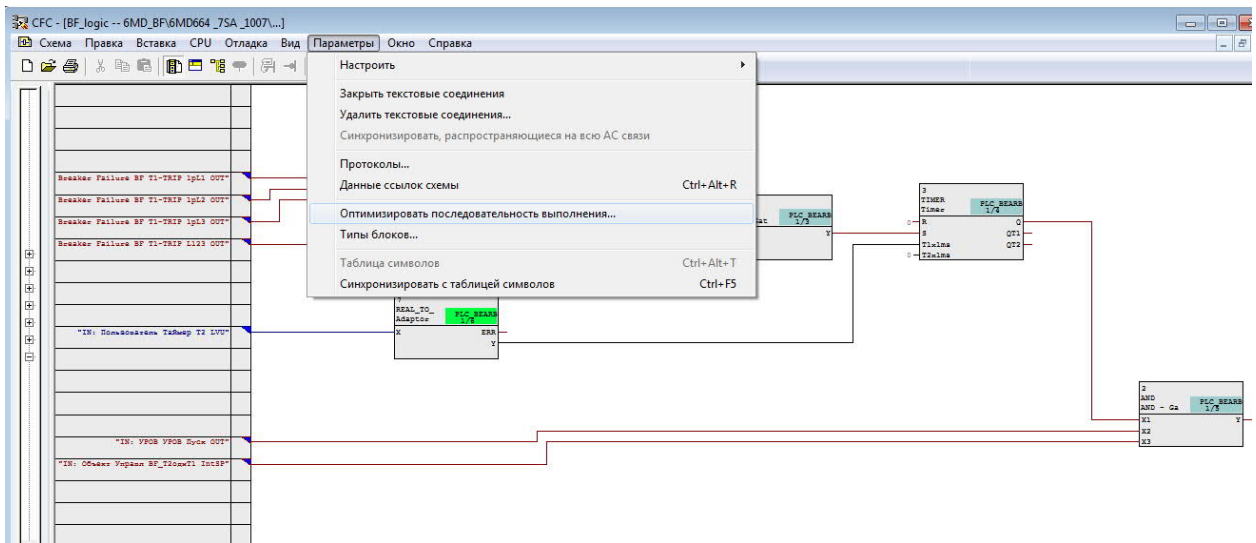 CFC - [BF_logic -- 6MD_BF\6MD664 _7SA _1007\...]
Схема Правка Вставка CPU Отладка Вид Параметры Окно Справка
Настроить
Закрыть текстовые соединения
Удалить текстовые соединения...
Синхронизировать, распространяющиеся на всю АС связи
Протоколы...
Данные ссылок схемы Ctrl+Alt+R
Оптимизировать последовательность выполнения...
Типы блоков...
Таблица символов Ctrl+Alt+T
Синхронизировать с таблицей символов Ctrl+F5
Breaker Failure BF T1-TRIP 1pL1 OUT"
Breaker Failure BF T1-TRIP 1pL2 OUT"
Breaker Failure BF T1-TRIP 1pL3 OUT"
Breaker Failure BF T1-TRIP L123 OUT"
"IN: Пользователь Таймер T2 LVU"
"IN: УРОВ УРОВ Пуск OUT"
"IN: Объект Управл BF_T2одмT1 IntSP"
at PLC_BEARB
1/3
Y
3
TIMER
Timer PLC_BEARB
1/4
0 R Q
S QT1
T1x1ms QT2
0 T2x1ms
7
REAL_TO_
Adaptor PLC_BEARB
X ERR
Y
2
AND
AND - Ga PLC_BEARB
1/5
X1 Y
X2
X3